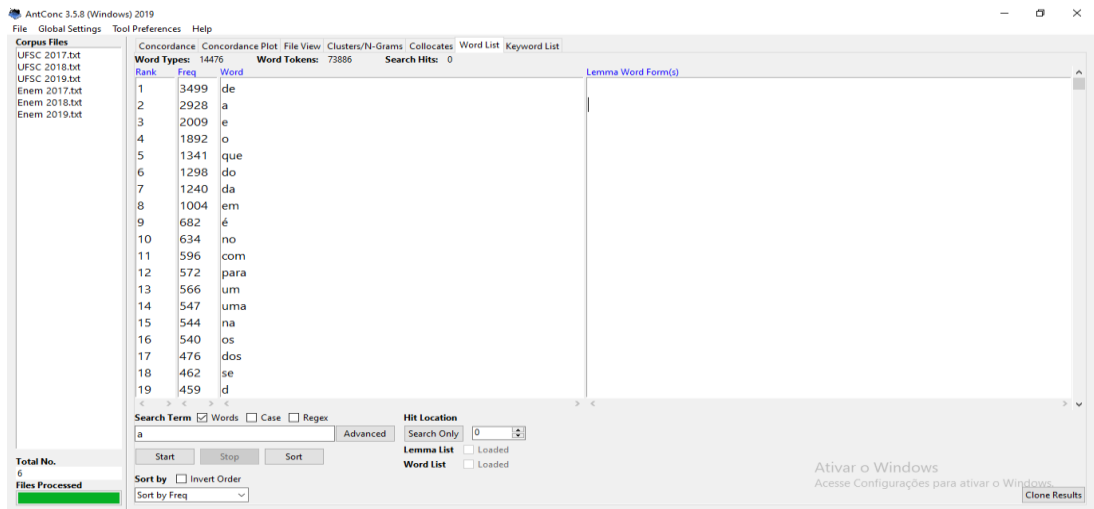 AntConc 3.5.8 (Windows) 2019
File Global Settings Tool Preferences Help
Corpus Files
UFSC 2017.txt
UFSC 2018.txt
UFSC 2019.txt
Enem 2017.txt
Enem 2018.txt
Enem 2019.txt
Total No.
6
Files Processed
Concordance Concordance Plot File View Clusters/N-Grams Collocates Word List Keyword List
Word Types: 14476 Word Tokens: 73886 Search Hits: 0
Rank Freq Word Lemma Word Form(s)
1 3499 de
2 2928 a
3 2009 e
4 1892 o
5 1341 que
6 1298 do
7 1240 da
8 1004 em
9 682 é
10 634 no
11 596 com
12 572 para
13 566 um
14 547 uma
15 544 na
16 540 os
17 476 dos
18 462 se
19 459 d
Search Term Words Case Regex Hit Location
a Advanced Search Only 0
Start Stop Sort Lemma List Loaded
Word List Loaded
Sort by Invert Order
Sort by Freq
Ativar o Windows
Acesse Configurações para ativar o Windows.
Clone Results